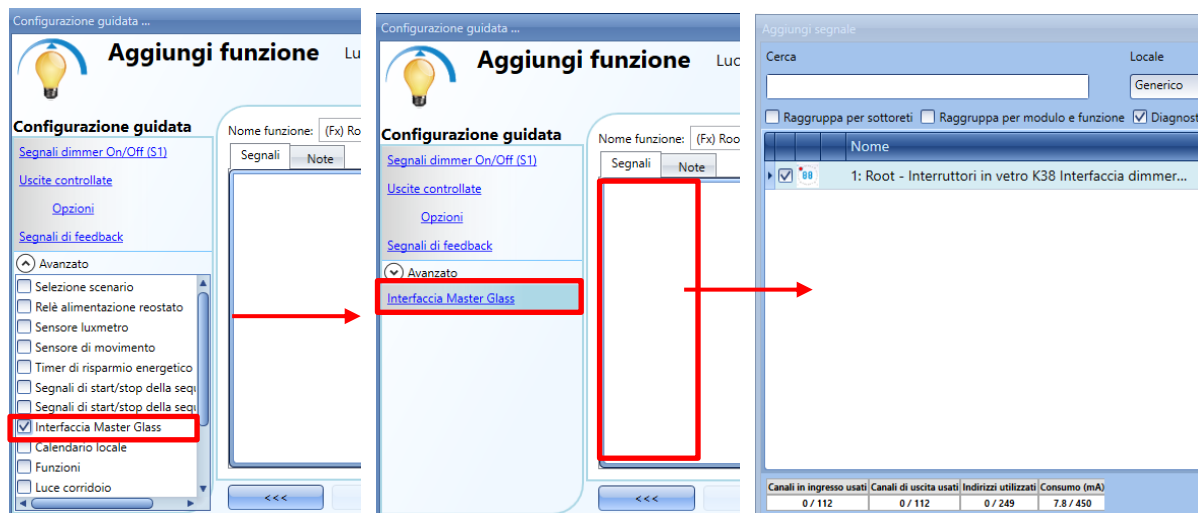 Configurazione guidata ...
Aggiungi funzione Lu
Configurazione guidata
Segnali dimmer On/Off (S1)
Uscite controllate
Opzioni
Segnali di feedback
Avanzato
Selezione scenario
Relè alimentazione reostato
Sensore luxmetro
Sensore di movimento
Timer di risparmio energetico
Segnali di start/stop della sequ
Segnali di start/stop della sequ
Interfaccia Master Glass
Calendario locale
Funzioni
Luce corridoio
Nome funzione: (Fx) Ro
Segnali Note
<<<
Configurazione guidata ...
Aggiungi funzione Luc
Configurazione guidata
Segnali dimmer On/Off (S1)
Uscite controllate
Opzioni
Segnali di feedback
Avanzato
Interfaccia Master Glass
Nome funzione: (Fx) Roo
Segnali Note
<<<
Aggiungi segnale
Cerca Locale
Generico
Raggruppa per sottoreti Raggruppa per modulo e funzione Diagnost
Nome
1: Root - Interruttori in vetro K38 Interfaccia dimmer...
Canali in ingresso usati Canali di uscita usati Indirizzi utilizzati Consumo (mA)
0 / 112 0 / 112 0 / 249 7.8 / 450